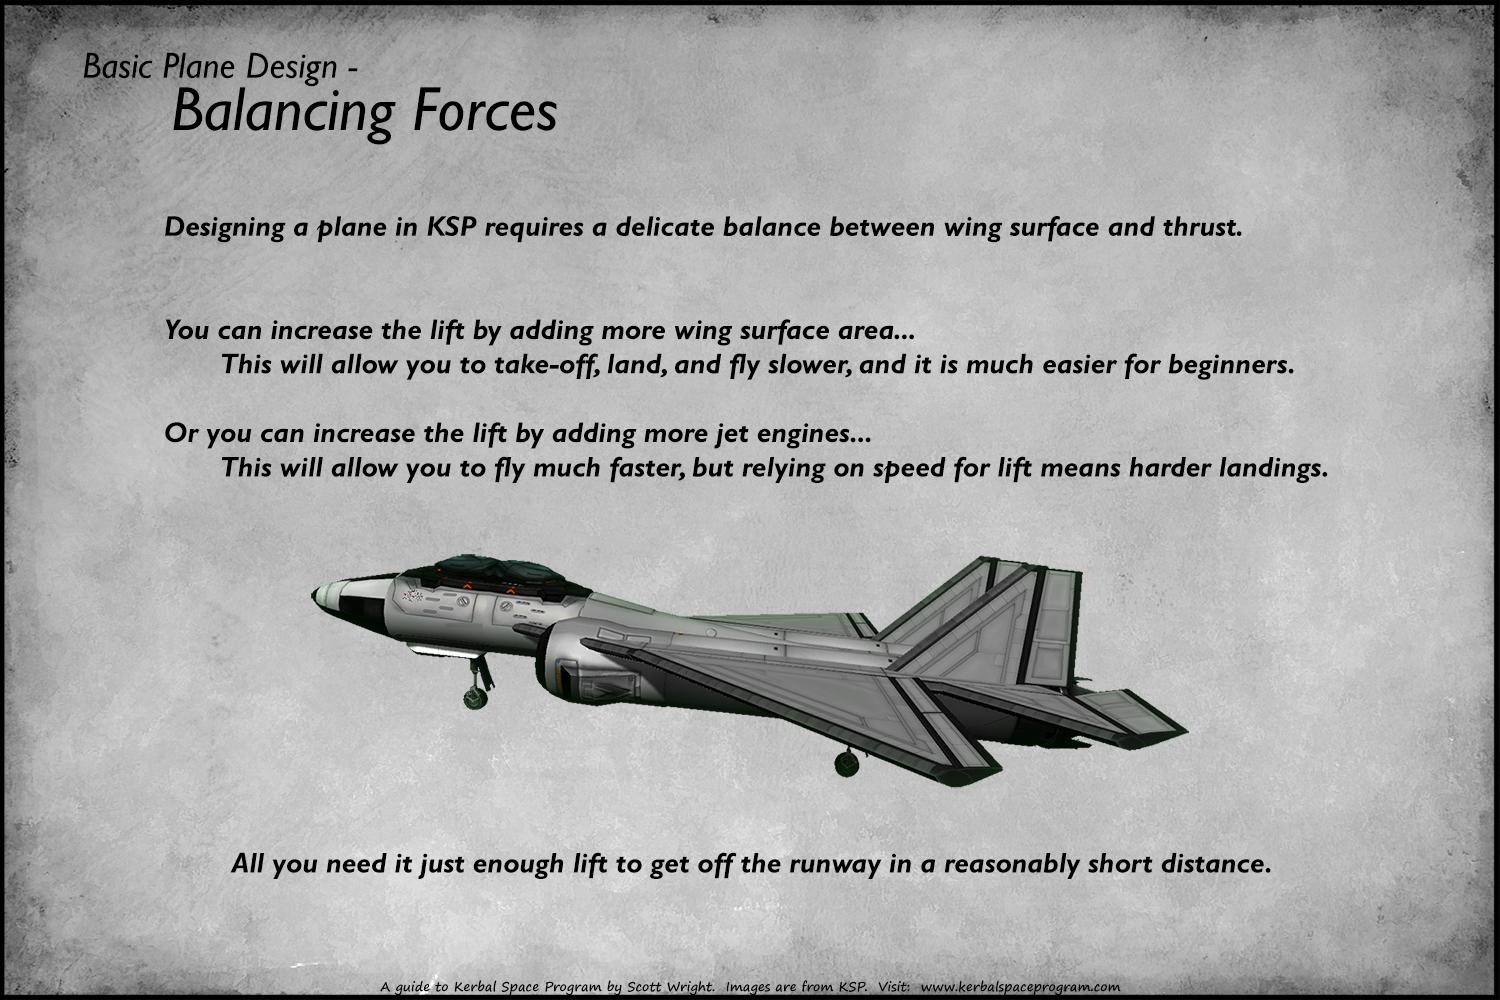 Basic Plane Design -
Balancing Forces
Designing a plane in KSP requires a delicate balance between wing surface and thrust.
You can increase the lift by adding more wing surface area...
This will allow you to take-off, land, and fly slower, and it is much easier for beginners.
Or you can increase the lift by adding more jet engines...
This will allow you to fly much faster, but relying on speed for lift means harder landings.
All you need it just enough lift to get off the runway in a reasonably short distance.
A guide to Kerbal Space Program by Scott Wright. Images are from KSP. Visit: www.kerbalspaceprogram.com